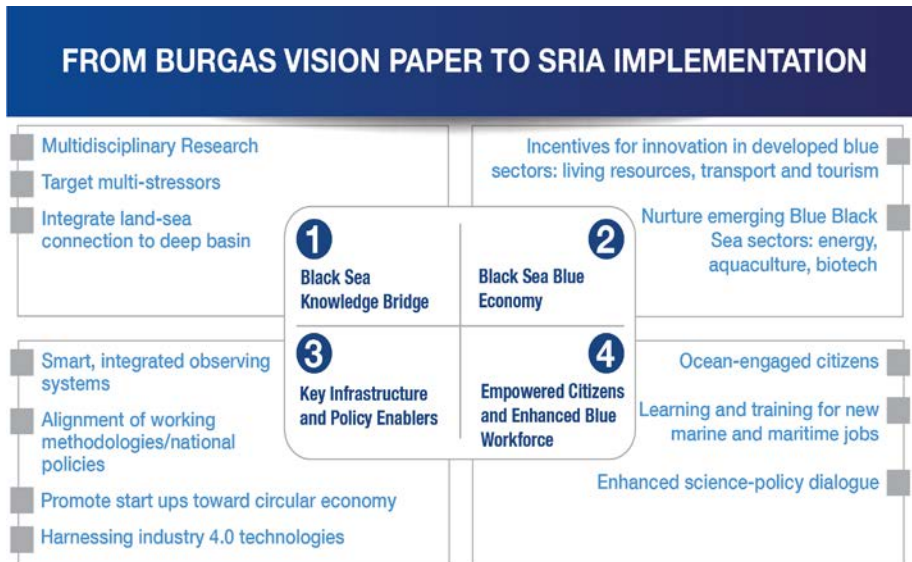 FROM BURGAS VISION PAPER TO SRIA IMPLEMENTATION
Multidisciplinary Research
Target multi-stressors
Integrate land-sea
connection to deep basin
Incentives for innovation in developed blue
sectors: living resources, transport and tourism
Nurture emerging Blue Black
Sea sectors: energy,
aquaculture, biotech
1
Black Sea
Knowledge Bridge
2
Black Sea Blue
Economy
3
Key Infrastructure
and Policy Enablers
4
Empowered Citizens
and Enhanced Blue
Workforce
Smart, integrated observing
systems
Alignment of working
methodologies/national
policies
Promote start ups toward circular economy
Harnessing industry 4.0 technologies
Ocean-engaged citizens
Learning and training for new
marine and maritime jobs
Enhanced science-policy dialogue